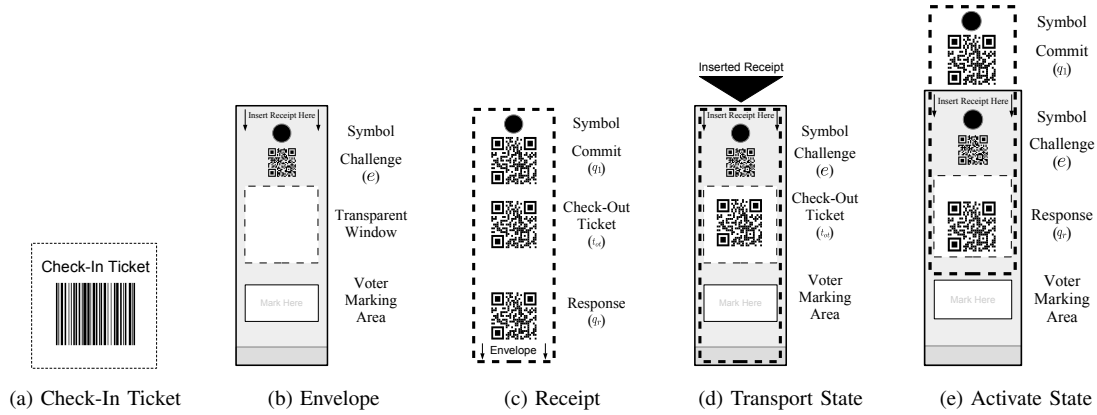 Check-In Ticket
(a) Check-In Ticket
Insert Receipt Here
Symbol
Challenge
(e)
Transparent
Window
Voter
Marking
Area
Mark Here
(b) Envelope
Symbol
Commit
(q1)
Check-Out
Ticket
(tot)
Response
(qr)
Envelope
(c) Receipt
Inserted Receipt
Insert Receipt Here
Symbol
Challenge
(e)
Check-Out
Ticket
(tot)
Voter
Marking
Area
Mark Here
(d) Transport State
Symbol
Commit
(q1)
Insert Receipt Here
Symbol
Challenge
(e)
Response
(qr)
Voter
Marking
Area
Mark Here
(e) Activate State